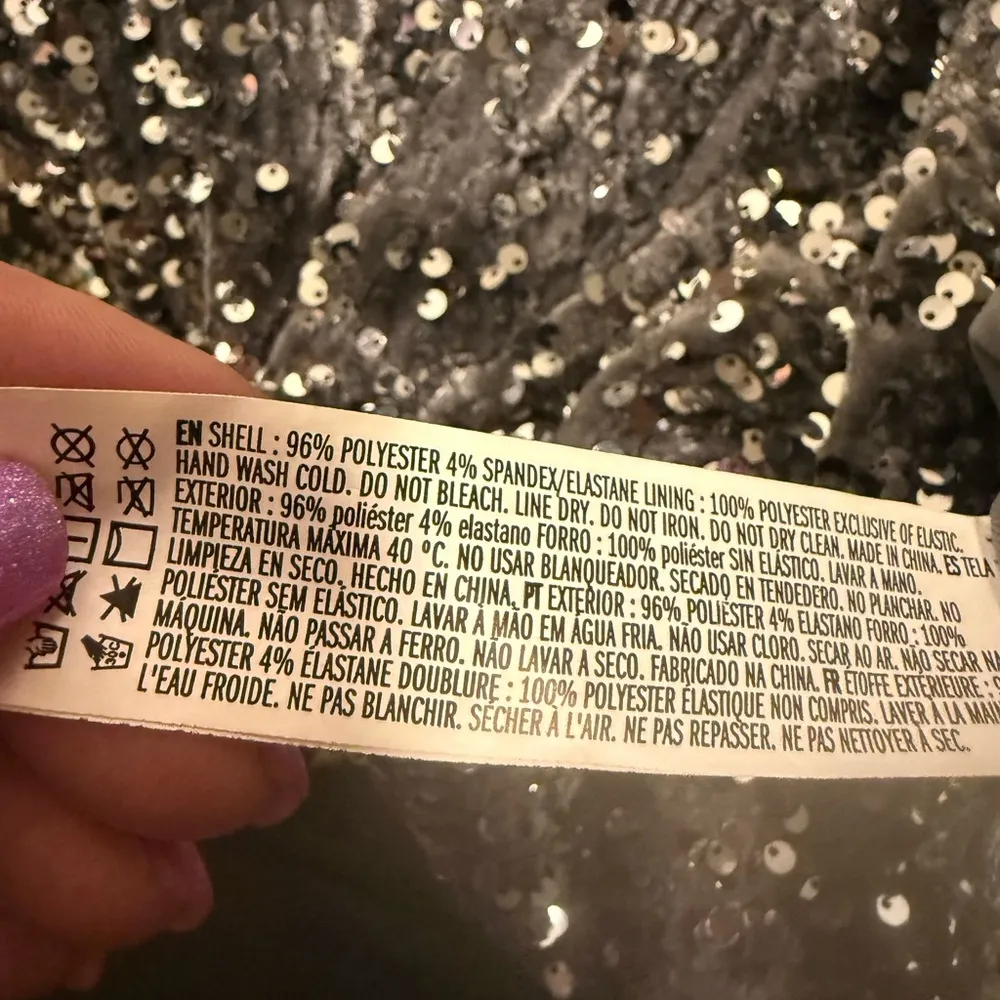 EN SHELL : 96% POLYESTER 4% SPANDEX/ELASTANE LINING : 100% POLYESTER EXCLUSIVE OF ELASTIC.
HAND WASH COLD. DO NOT BLEACH. LINE DRY. DO NOT IRON. DO NOT DRY CLEAN. MADE IN CHINA. ES TELA
EXTERIOR : 96% poliéster 4% elastano FORRO : 100% poliéster SIN ELÁSTICO. LAVAR A MANO.
TEMPERATURA MÁXIMA 40 ºC. NO USAR BLANQUEADOR. SECADO EN TENDEDERO. NO PLANCHAR. NO
LIMPIEZA EN SECO. HECHO EN CHINA. PT EXTERIOR : 96% POLIÉSTER 4% ELASTANO FORRO : 100%
POLIÉSTER SEM ELÁSTICO. LAVAR À MÃO EM ÁGUA FRIA. NÃO USAR CLORO. SECAR AO AR. NÃO SECAR NA
MÁQUINA. NÃO PASSAR A FERRO. NÃO LAVAR A SECO. FABRICADO NA CHINA. FR ÉTOFFE EXTÉRIEURE :
POLYESTER 4% ÉLASTANE DOUBLURE : 100% POLYESTER ÉLASTIQUE NON COMPRIS. LAVER À LA MAIN
L'EAU FROIDE. NE PAS BLANCHIR. SÉCHER À L'AIR. NE PAS REPASSER. NE PAS NETTOYER À SEC.
30C